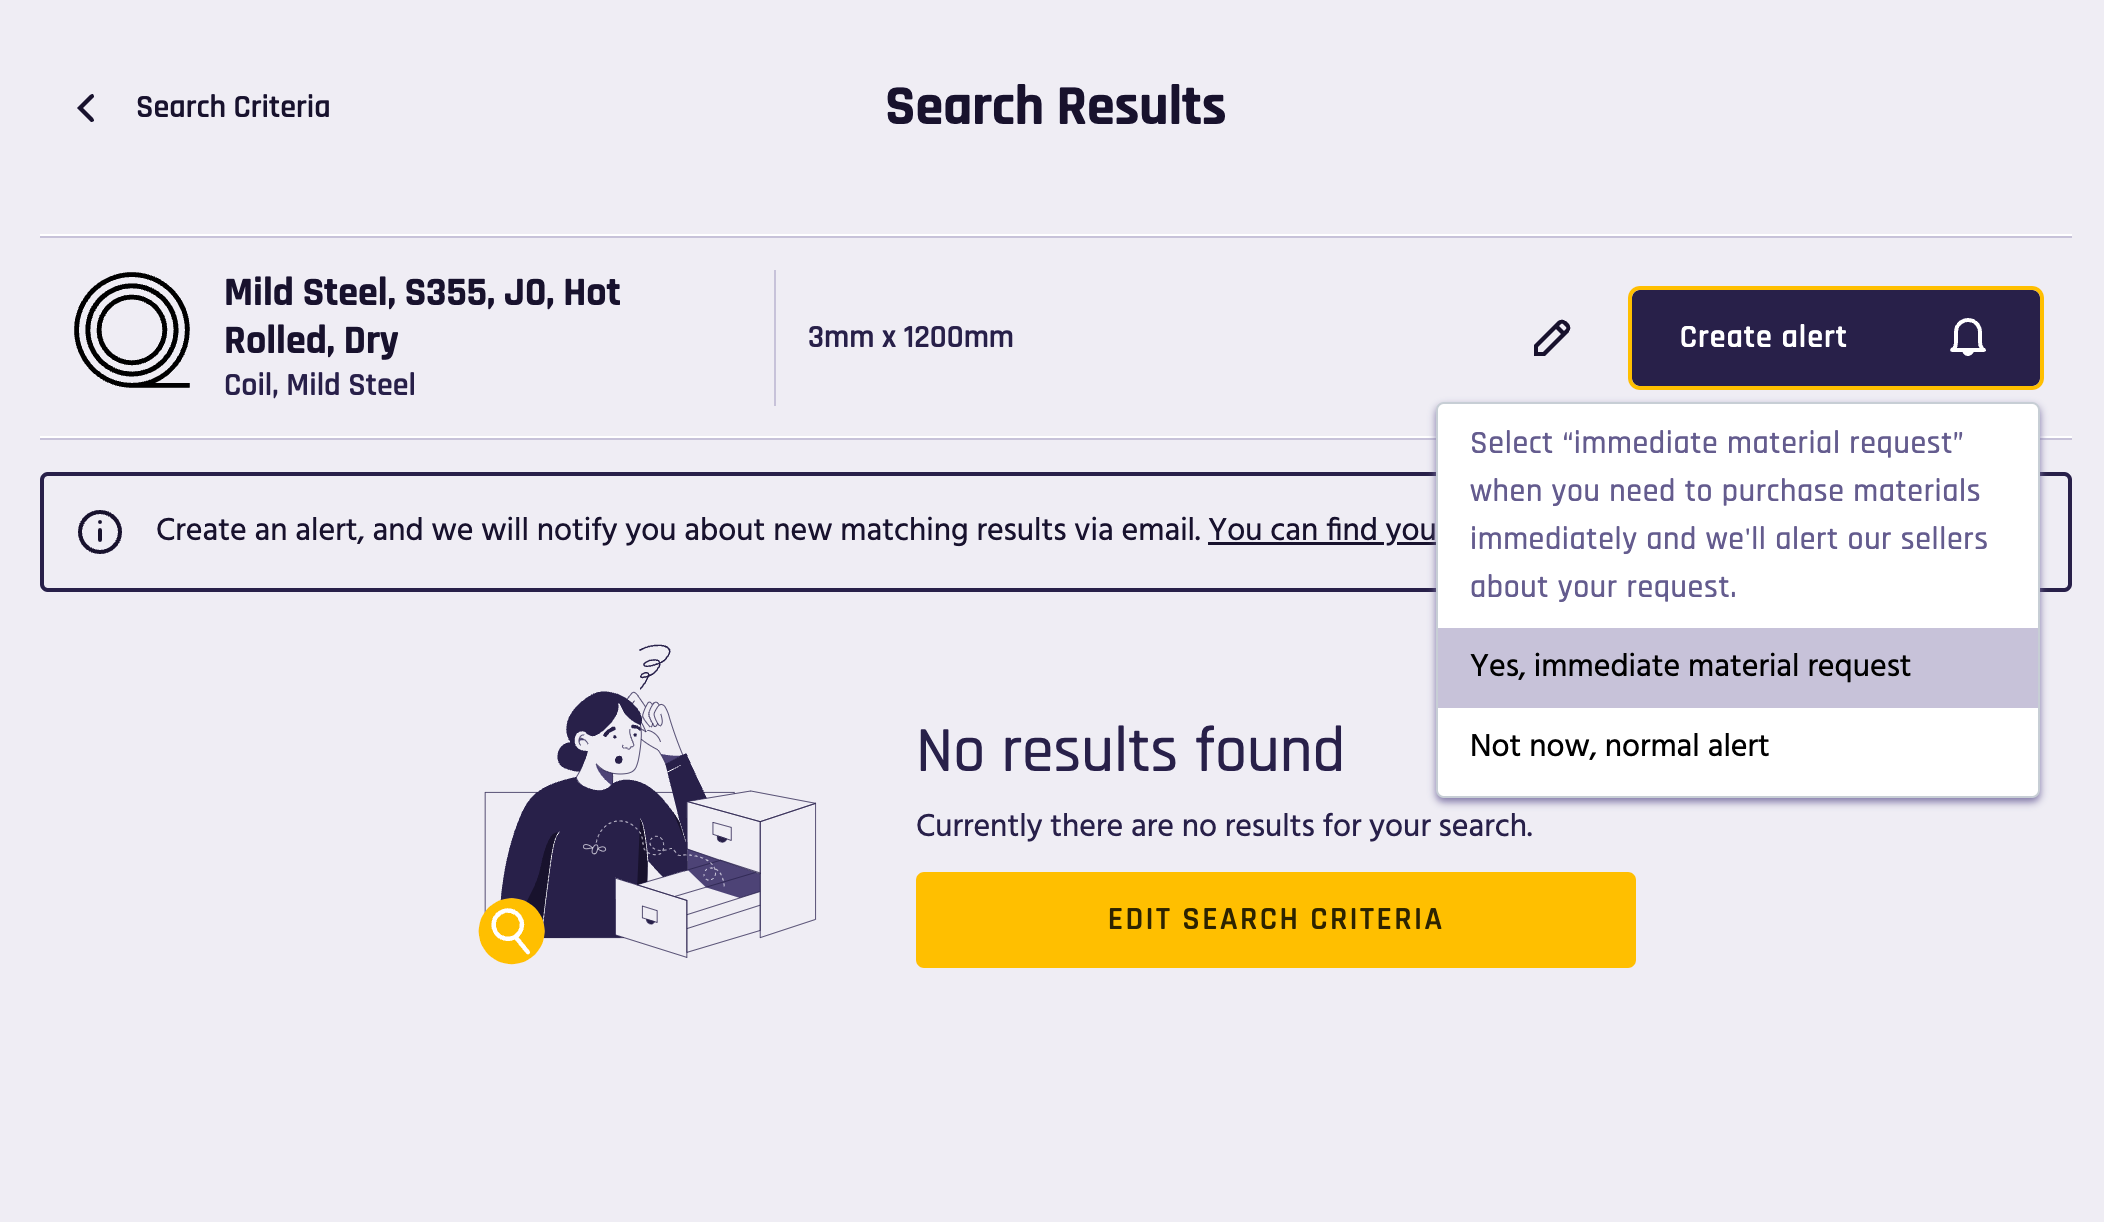 Search Criteria
Search Results
Mild Steel, S355, J0, Hot
Rolled, Dry
Coil, Mild Steel
3mm x 1200mm
Create alert
Select “immediate material request”
when you need to purchase materials
immediately and we'll alert our sellers
about your request.
Yes, immediate material request
Not now, normal alert
Create an alert, and we will notify you about new matching results via email. You can find
No results found
Currently there are no results for your search.
EDIT SEARCH CRITERIA